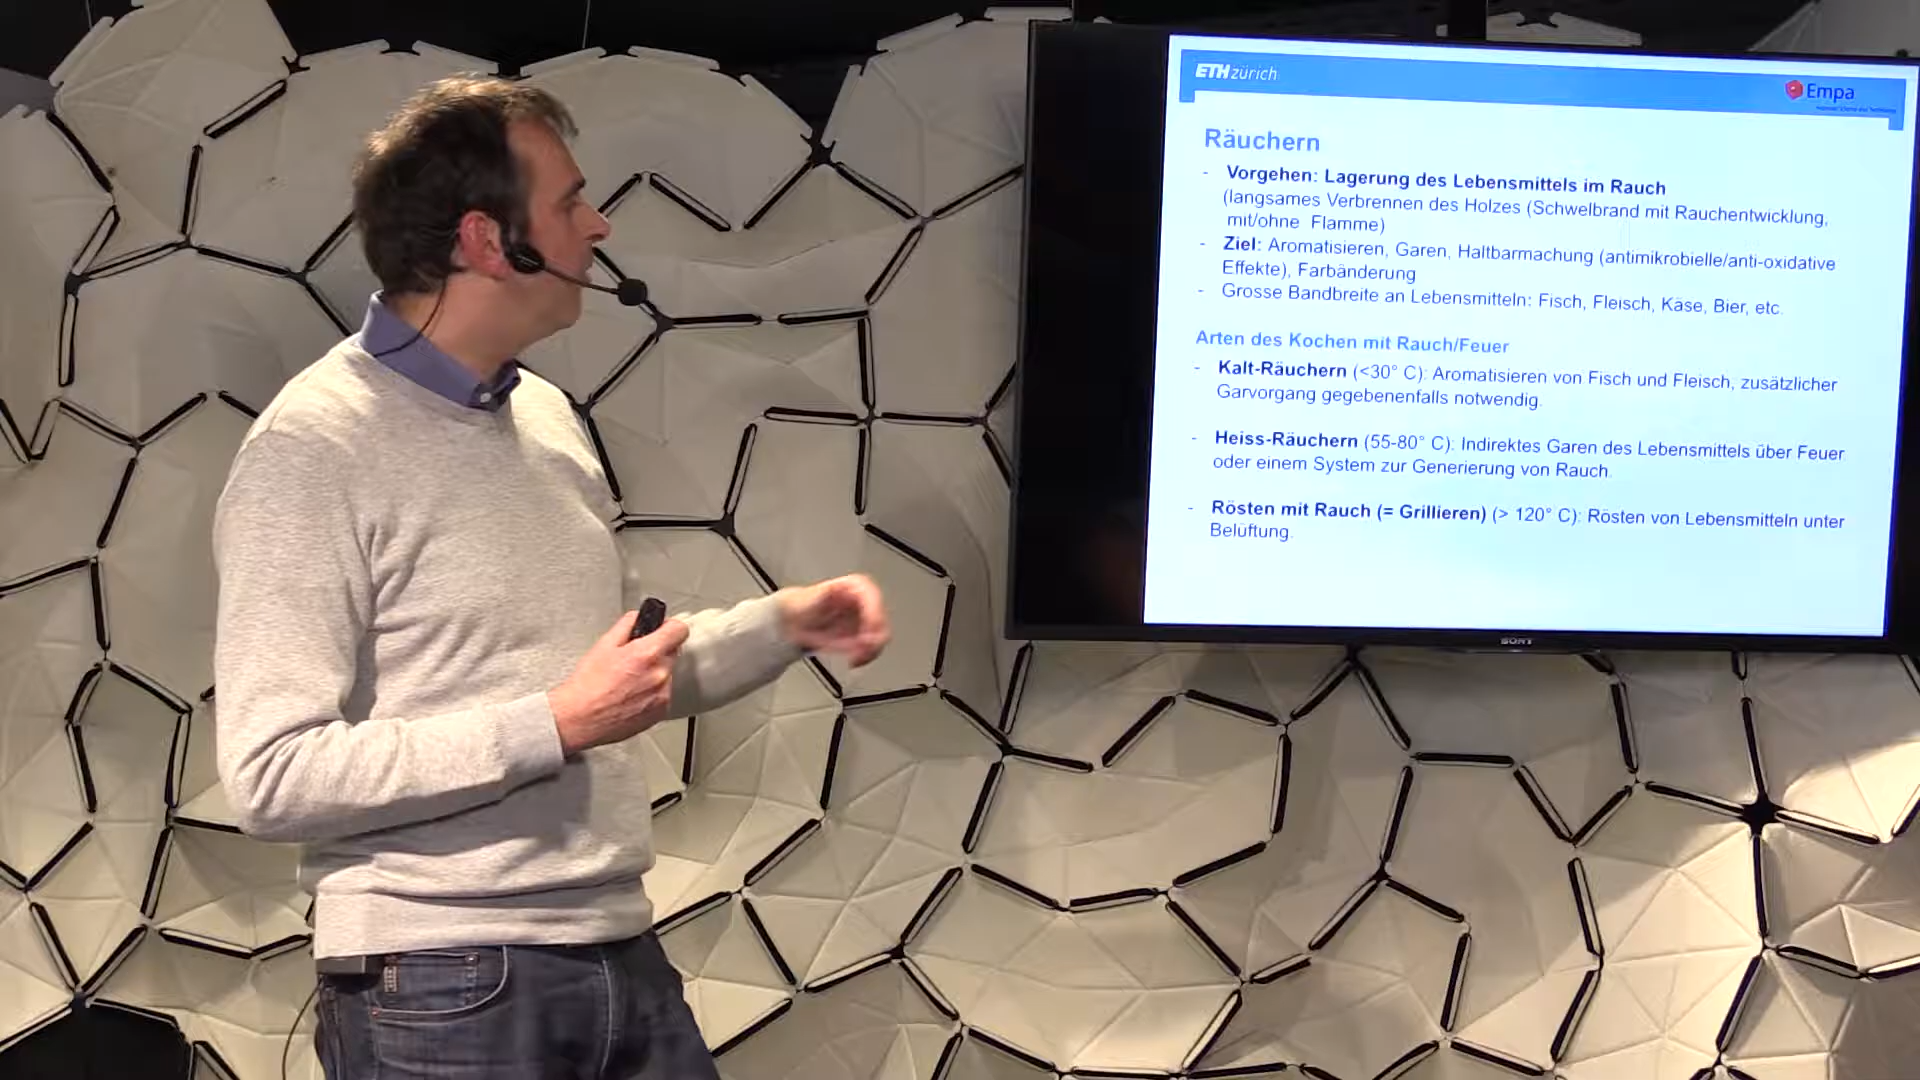 ETH zürich
Empa
Räuchern
- Vorgehen: Lagerung des Lebensmittels im Rauch
(langsames Verbrennen des Holzes (Schwelbrand mit Rauchentwicklung,
mit/ohne Flamme)
- Ziel: Aromatisieren, Garen, Haltbarmachung (antimikrobielle/anti-oxidative
Effekte), Farbänderung
- Grosse Bandbreite an Lebensmitteln: Fisch, Fleisch, Käse, Bier, etc.
Arten des Kochen mit Rauch/Feuer
- Kalt-Räuchern (<30° C): Aromatisieren von Fisch und Fleisch, zusätzlicher
Garvorgang gegebenenfalls notwendig.
- Heiss-Räuchern (55-80° C): Indirektes Garen des Lebensmittels über Feuer
oder einem System zur Generierung von Rauch.
- Rösten mit Rauch (= Grillieren) (> 120° C): Rösten von Lebensmitteln unter
Belüftung.
SONY